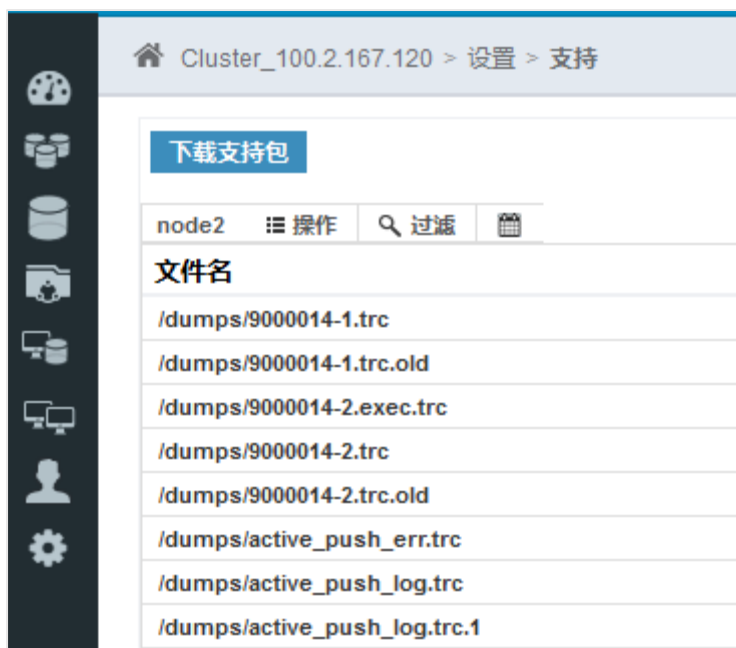 Cluster_100.2.167.120 > 设置 > 支持
下载支持包
node2 操作 过滤
文件名
/dumps/9000014-1.trc
/dumps/9000014-1.trc.old
/dumps/9000014-2.exec.trc
/dumps/9000014-2.trc
/dumps/9000014-2.trc.old
/dumps/active_push_err.trc
/dumps/active_push_log.trc
/dumps/active_push_log.trc.1